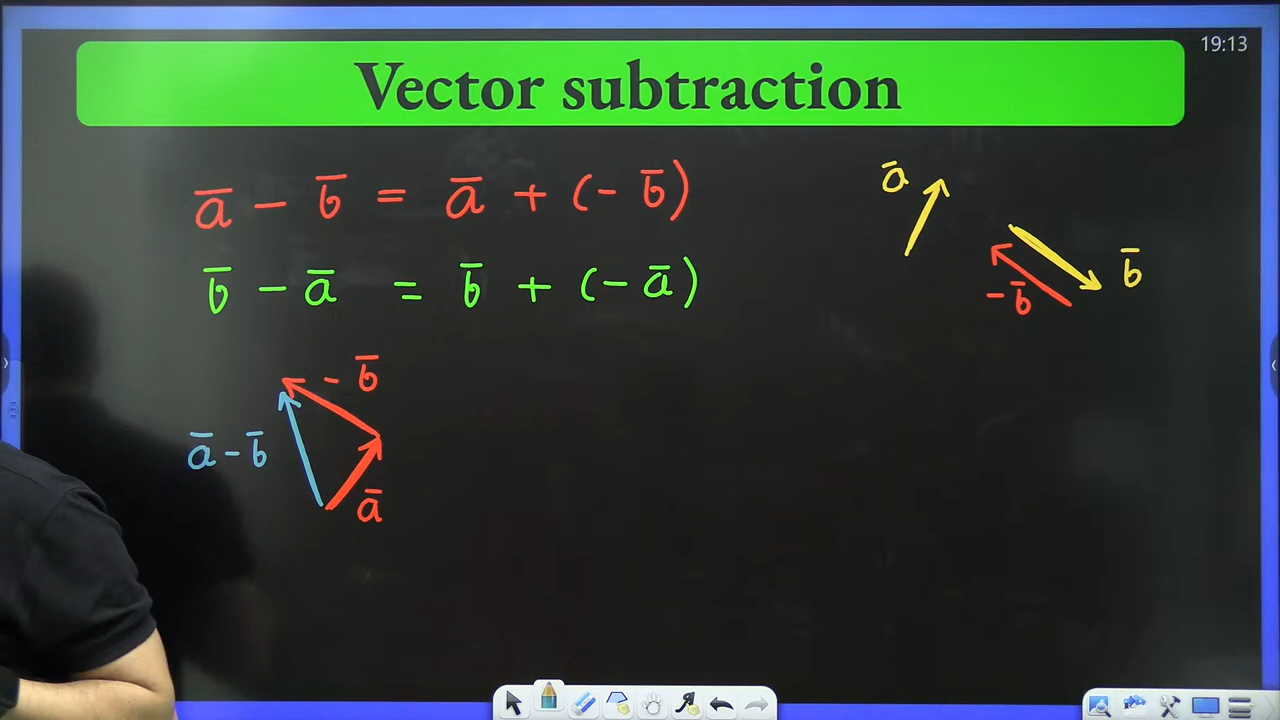 19:13
Vector subtraction
a̅ - b̅ = a̅ + (- b̅)
b̅ - a̅ = b̅ + (- a̅)
a̅
b̅
- b̅
- b̅
a̅ - b̅
a̅